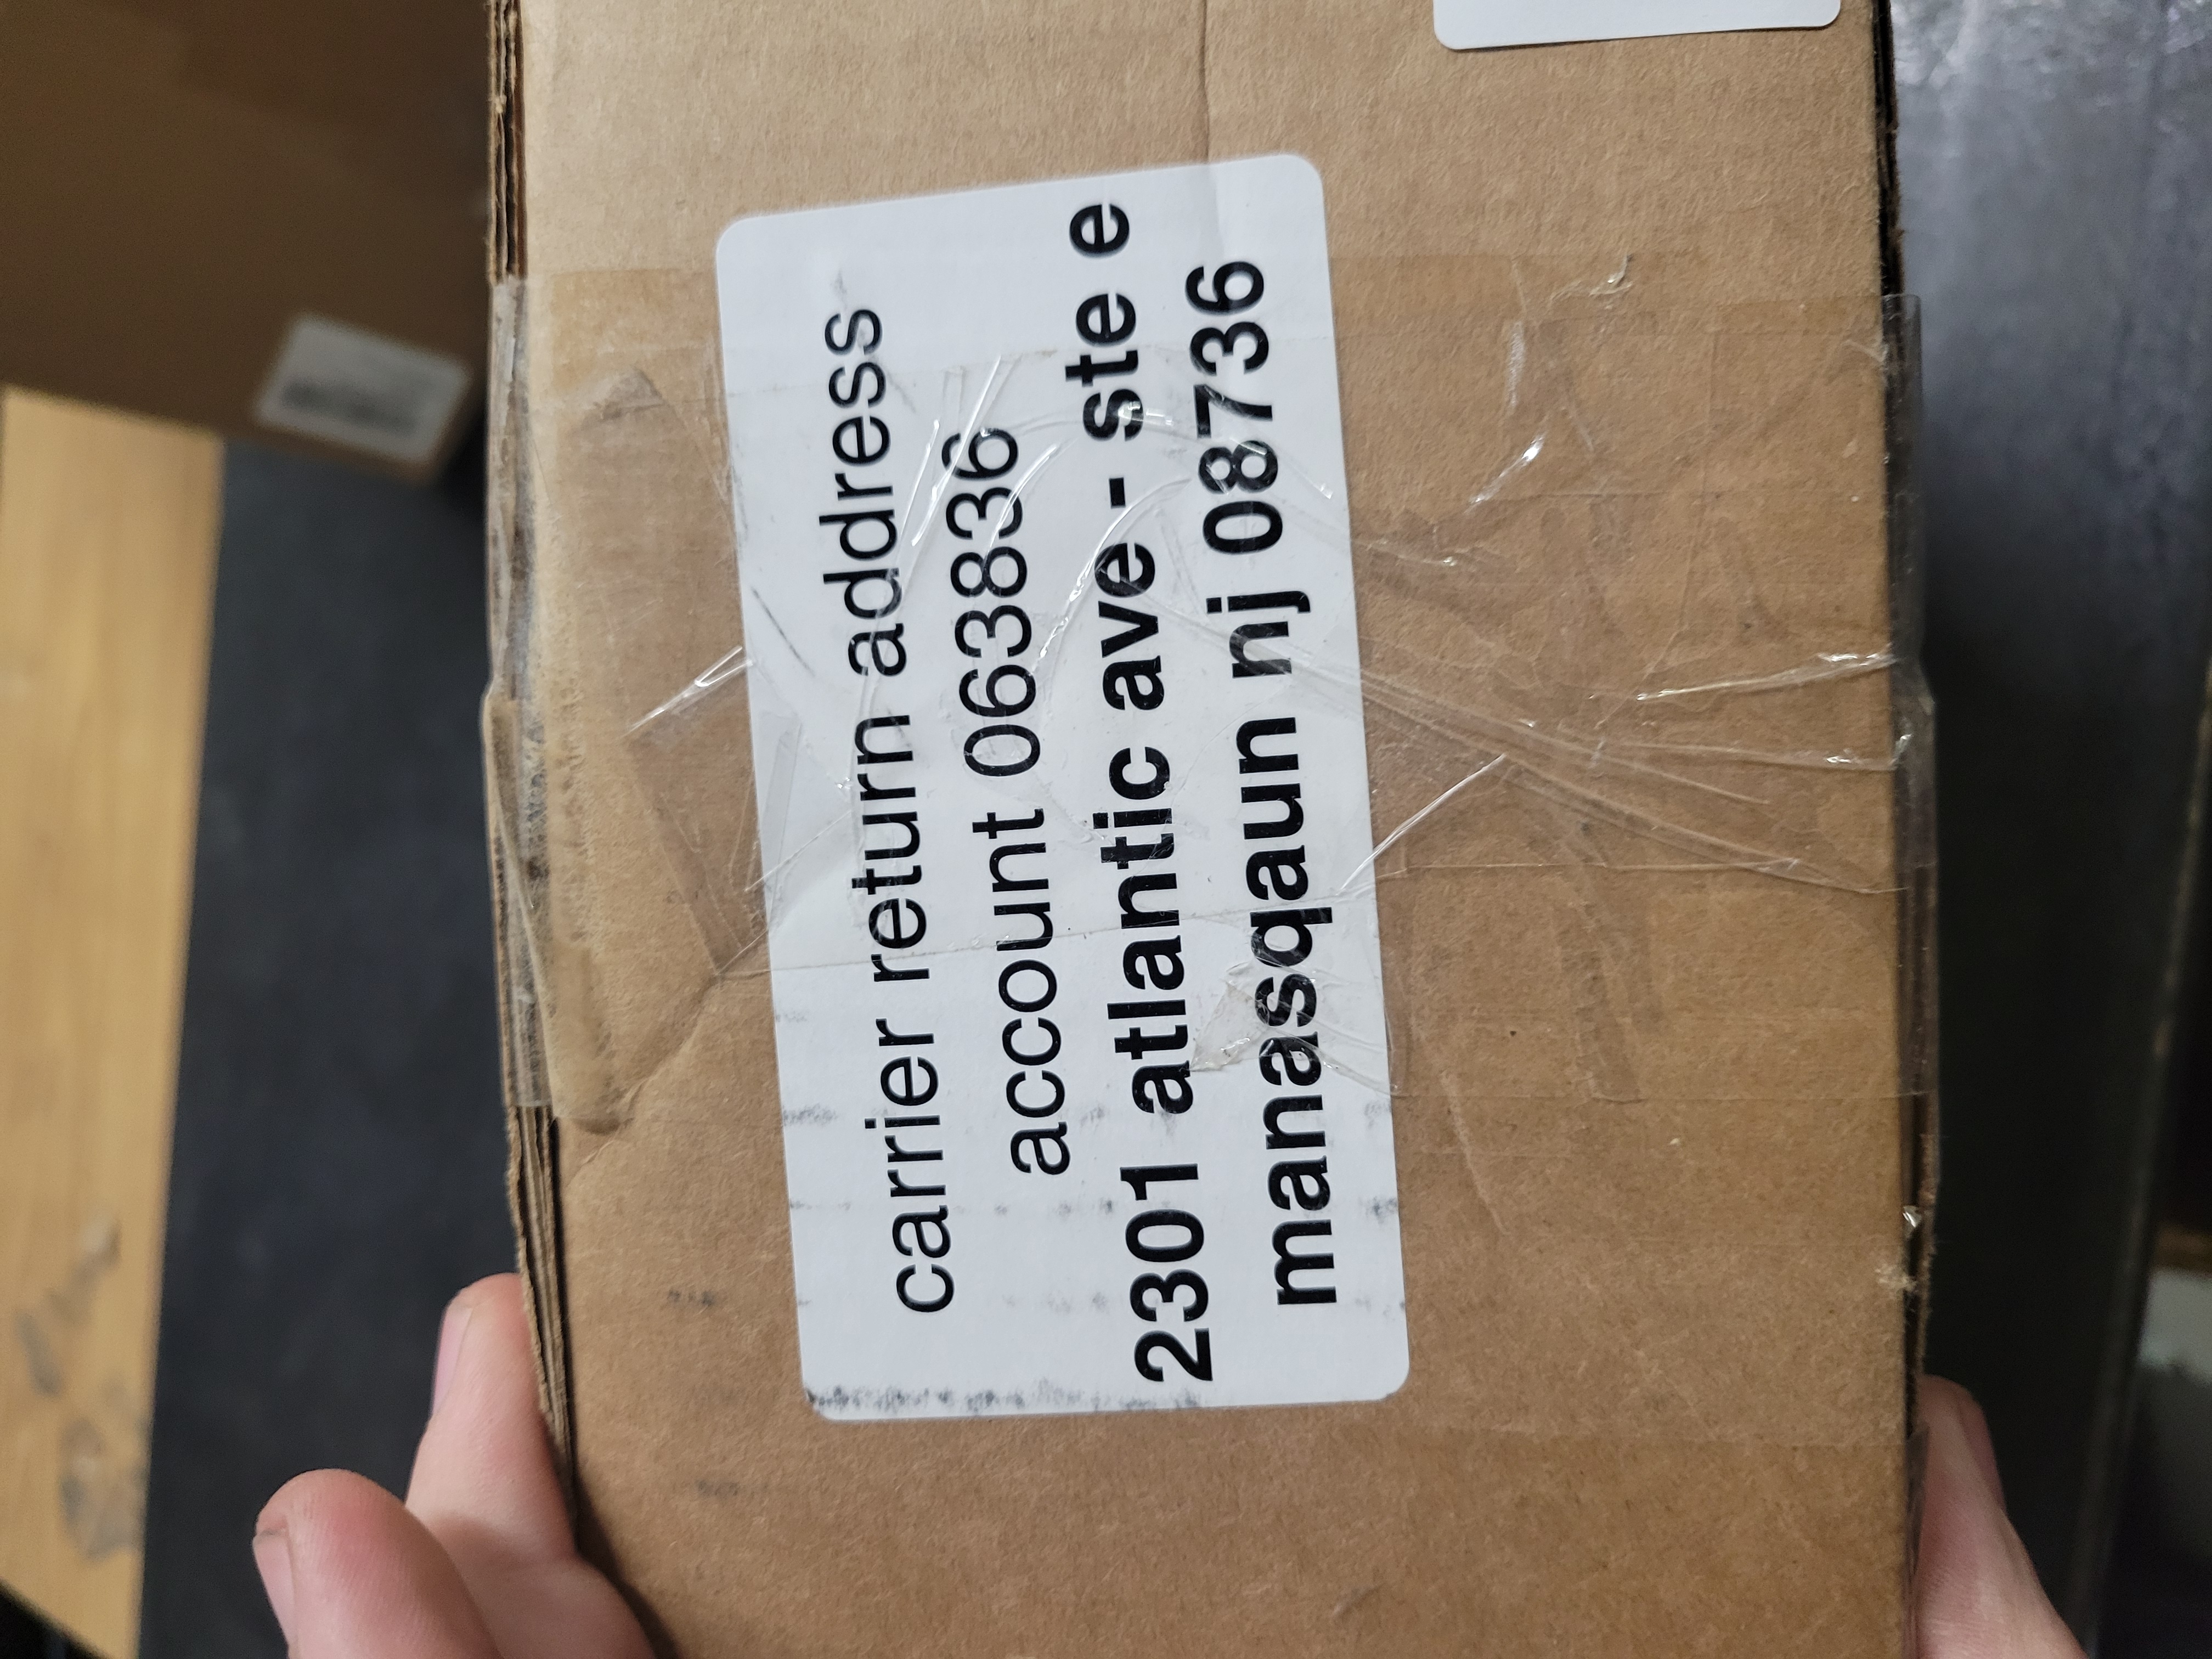 carrier return address
account 063836
2301 atlantic ave - ste e
manasqaun nj 08736